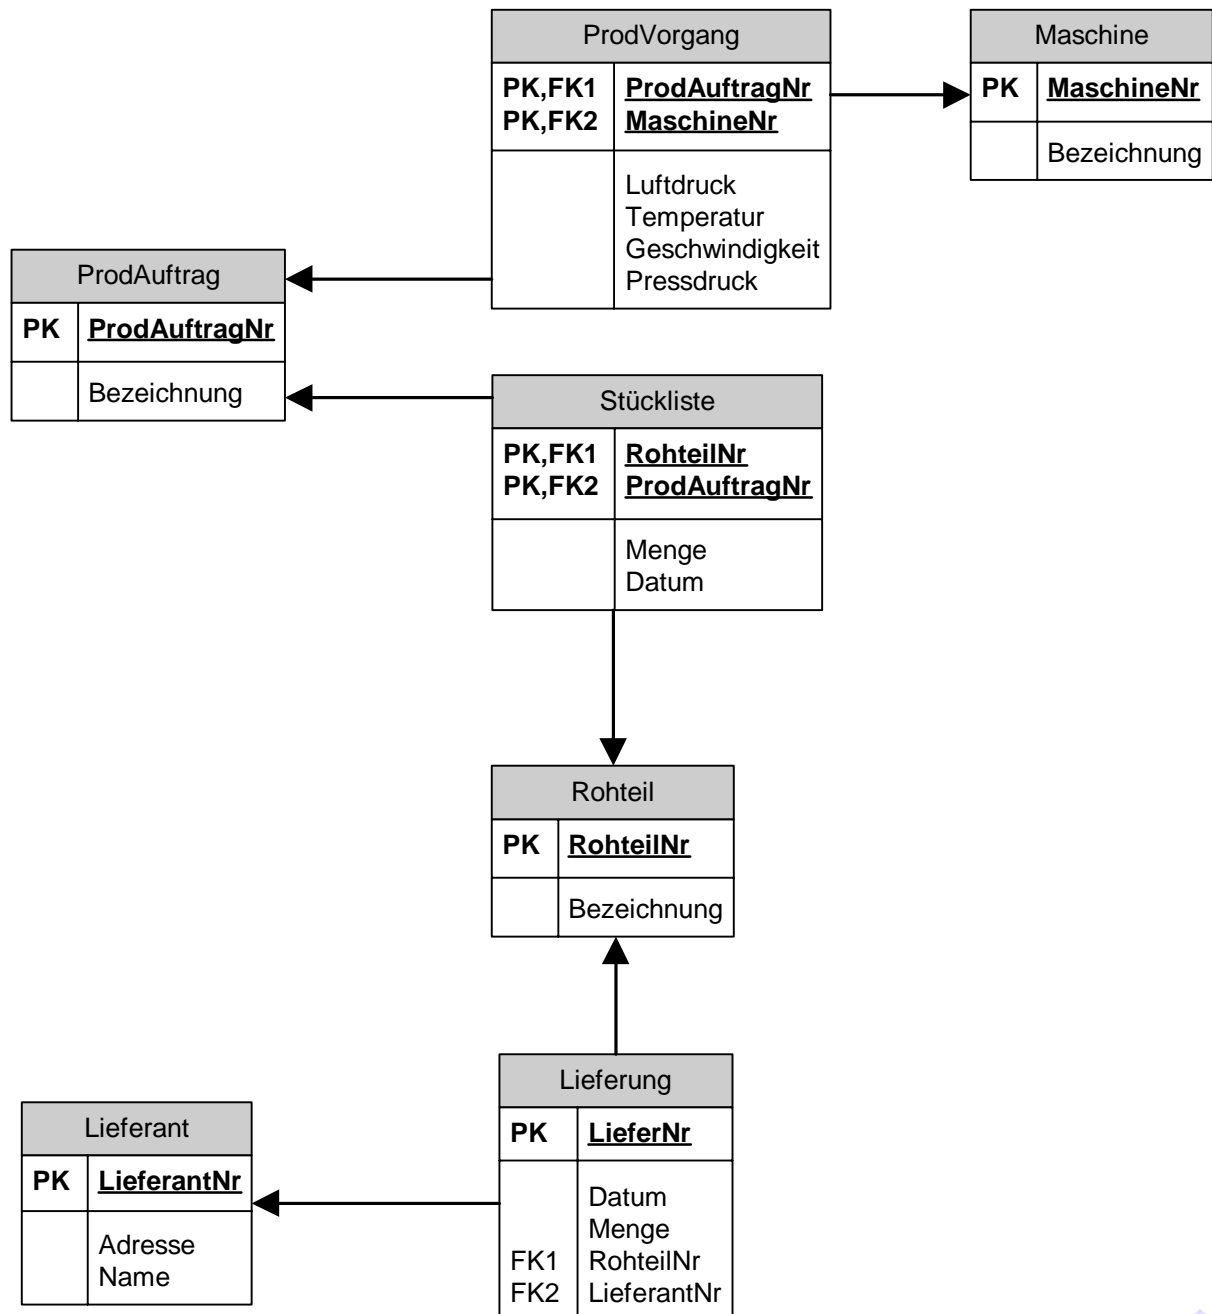 ProdVorgang
PK,FK1 ProdAuftragNr
PK,FK2 MaschineNr
Luftdruck
Temperatur
Geschwindigkeit
Pressdruck
Maschine
PK MaschineNr
Bezeichnung
ProdAuftrag
PK ProdAuftragNr
Bezeichnung
Stückliste
PK,FK1 RohteilNr
PK,FK2 ProdAuftragNr
Menge
Datum
Rohteil
PK RohteilNr
Bezeichnung
Lieferung
PK LieferNr
Datum
Menge
FK1 RohteilNr
FK2 LieferantNr
Lieferant
PK LieferantNr
Adresse
Name